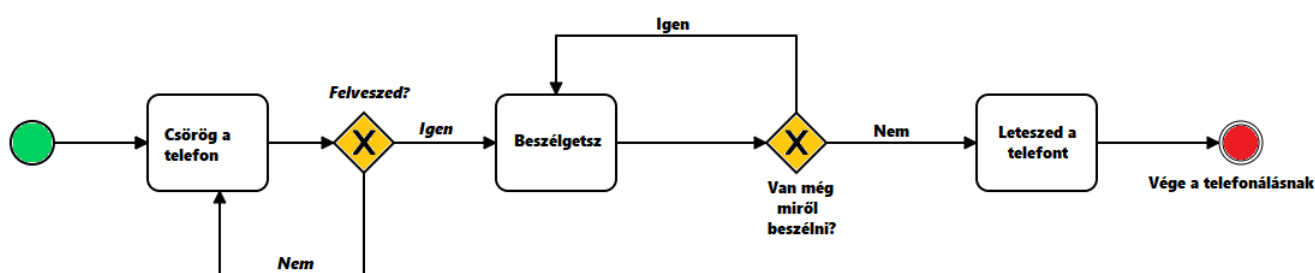 Igen
Felveszed?
Csörög a
telefon
Igen
Beszélgetsz
Nem
Leteszed a
telefont
Van még
miről
beszélni?
Vége a telefonálásnak
Nem